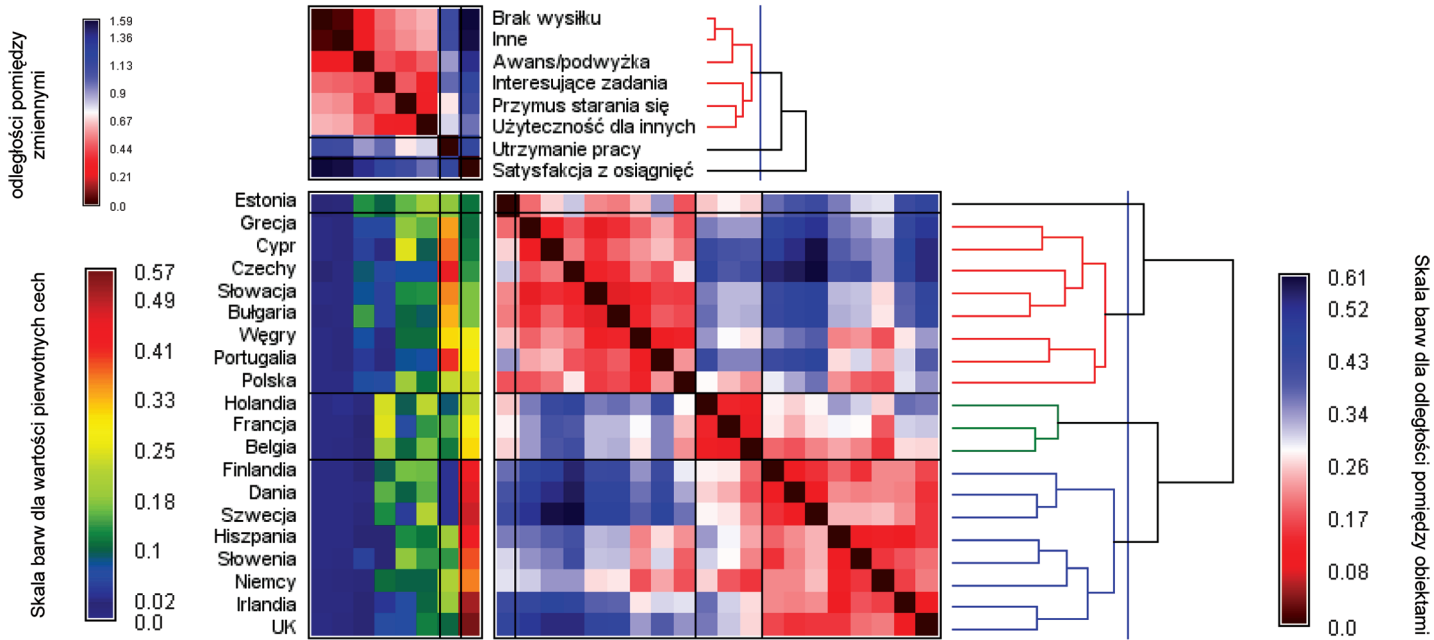 odległości pomiędzy
zmiennymi
1.59
1.36
1.13
0.9
0.67
0.44
0.21
0.0
Brak wysiłku
Inne
Awans/podwyżka
Interesujące zadania
Przymus starania się
Użyteczność dla innych
Utrzymanie pracy
Satysfakcja z osiągnięć
Skala barw dla wartości pierwotnych cech
0.57
0.49
0.41
0.33
0.25
0.18
0.1
0.02
0.0
Estonia
Grecja
Cypr
Czechy
Słowacja
Bułgaria
Węgry
Portugalia
Polska
Holandia
Francja
Belgia
Finlandia
Dania
Szwecja
Hiszpania
Słowenia
Niemcy
Irlandia
UK
0.61
0.52
0.43
0.34
0.26
0.17
0.08
0.0
Skala barw dla odległości pomiędzy obiektami